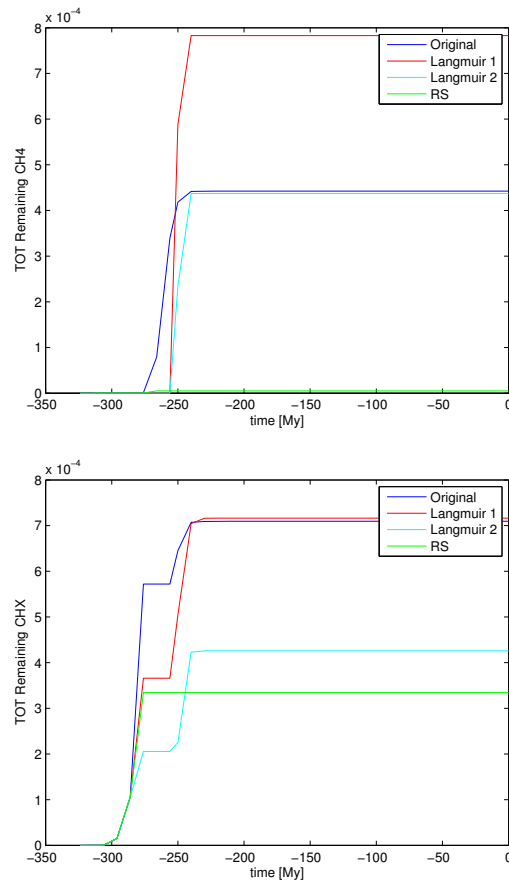 x 10^-4
8
7
6
5
4
3
2
1
0
TOT Remaining CH4
Original
Langmuir 1
Langmuir 2
RS
−350 −300 −250 −200 −150 −100 −50 0
time [My]
x 10^-4
8
7
6
5
4
3
2
1
0
TOT Remaining CHX
Original
Langmuir 1
Langmuir 2
RS
−350 −300 −250 −200 −150 −100 −50 0
time [My]